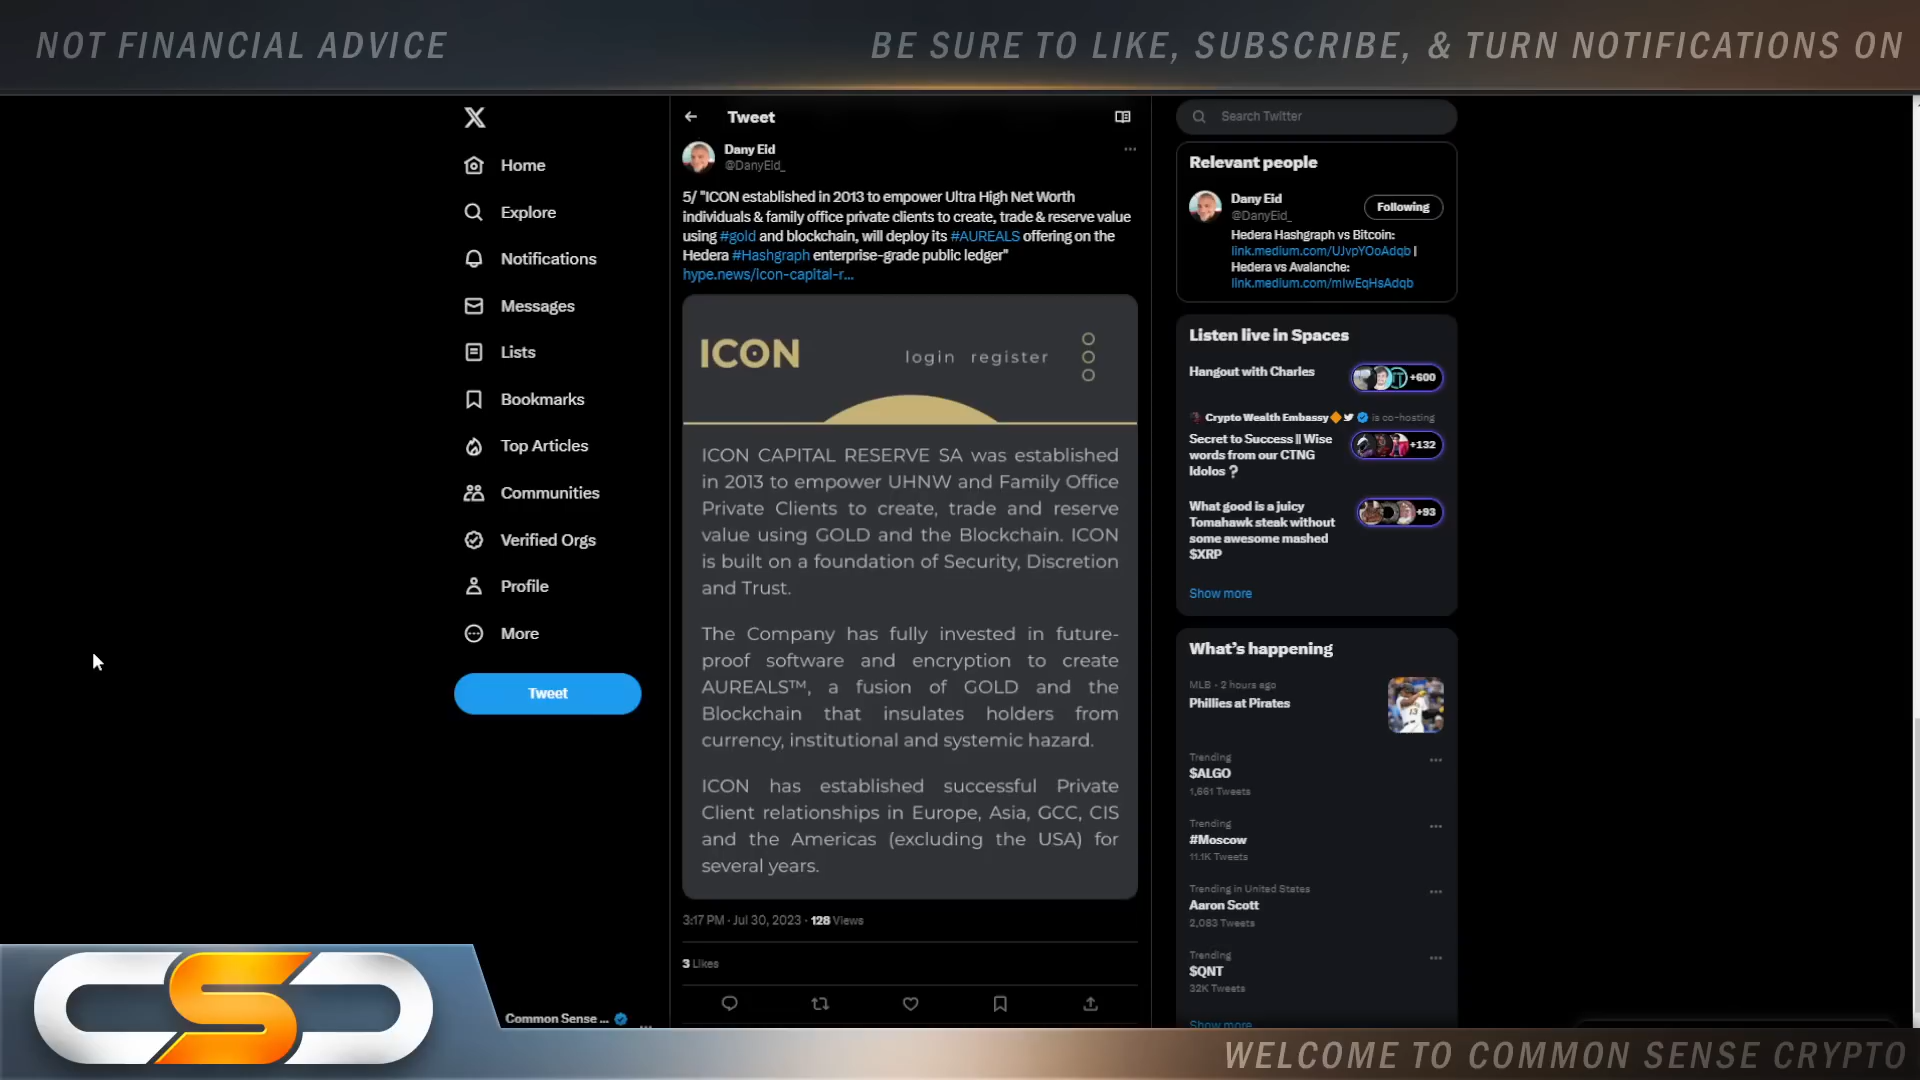 NOT FINANCIAL ADVICE
BE SURE TO LIKE, SUBSCRIBE, & TURN NOTIFICATIONS ON
Home
Explore
Notifications
Messages
Lists
Bookmarks
Top Articles
Communities
Verified Orgs
Profile
More
Tweet
Common Sense ...
Tweet
Dany Eid
@DanyEid_
5/ "ICON established in 2013 to empower Ultra High Net Worth
individuals & family office private clients to create, trade & reserve value
using #gold and blockchain, will deploy its #AUREALS offering on the
Hedera #Hashgraph enterprise-grade public ledger"
hype.news/icon-capital-r...
ICON
login register
ICON CAPITAL RESERVE SA was established
in 2013 to empower UHNW and Family Office
Private Clients to create, trade and reserve
value using GOLD and the Blockchain. ICON
is built on a foundation of Security, Discretion
and Trust.
The Company has fully invested in future-
proof software and encryption to create
AUREALS™, a fusion of GOLD and the
Blockchain that insulates holders from
currency, institutional and systemic hazard.
ICON has established successful Private
Client relationships in Europe, Asia, GCC, CIS
and the Americas (excluding the USA) for
several years.
3:17 PM · Jul 30, 2023 · 128 Views
3 Likes
Search Twitter
Relevant people
Dany Eid
@DanyEid_
Following
Hedera Hashgraph vs Bitcoin:
link.medium.com/UJvpYOoAdqb |
Hedera vs Avalanche:
link.medium.com/mIwEqHsAdqb
Listen live in Spaces
Hangout with Charles
+600
Crypto Wealth Embassy is co-hosting
Secret to Success || Wise
words from our CTNG
Idolos ?
+132
What good is a juicy
Tomahawk steak without
some awesome mashed
$XRP
+93
Show more
What's happening
MLB · 2 hours ago
Phillies at Pirates
Trending
$ALGO
1,661 Tweets
Trending
#Moscow
11.1K Tweets
Trending in United States
Aaron Scott
2,083 Tweets
Trending
$QNT
32K Tweets
Show more
CSC
WELCOME TO COMMON SENSE CRYPTO